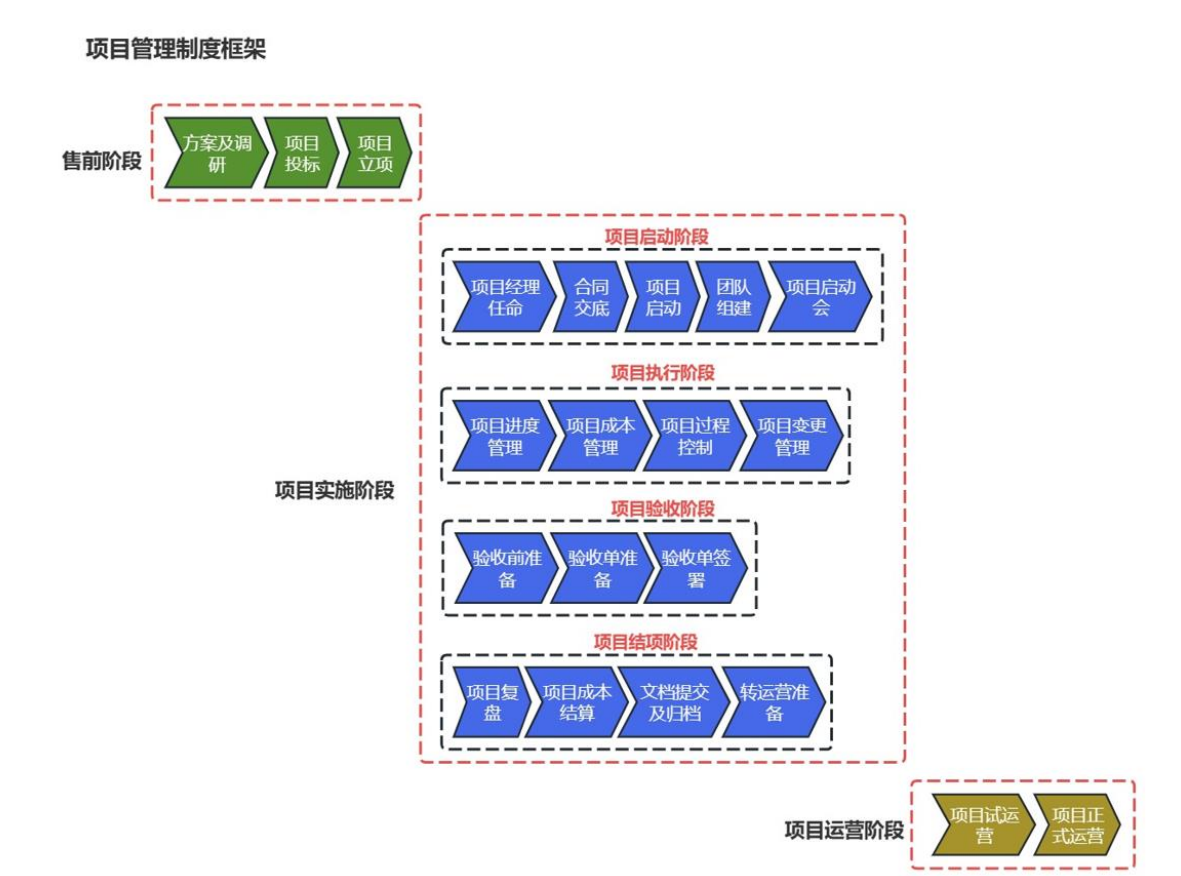 项目管理制度框架
售前阶段
方案及调
研
项目
投标
项目
立项
项目实施阶段
项目启动阶段
项目经理
任命
合同
交底
项目
启动
团队
组建
项目启动
会
项目执行阶段
项目进度
管理
项目成本
管理
项目过程
控制
项目变更
管理
项目验收阶段
验收前准
备
验收单准
备
验收单签
署
项目结项阶段
项目复
盘
项目成本
结算
文档提交
及归档
转运营准
备
项目运营阶段
项目试运
营
项目正
式运营